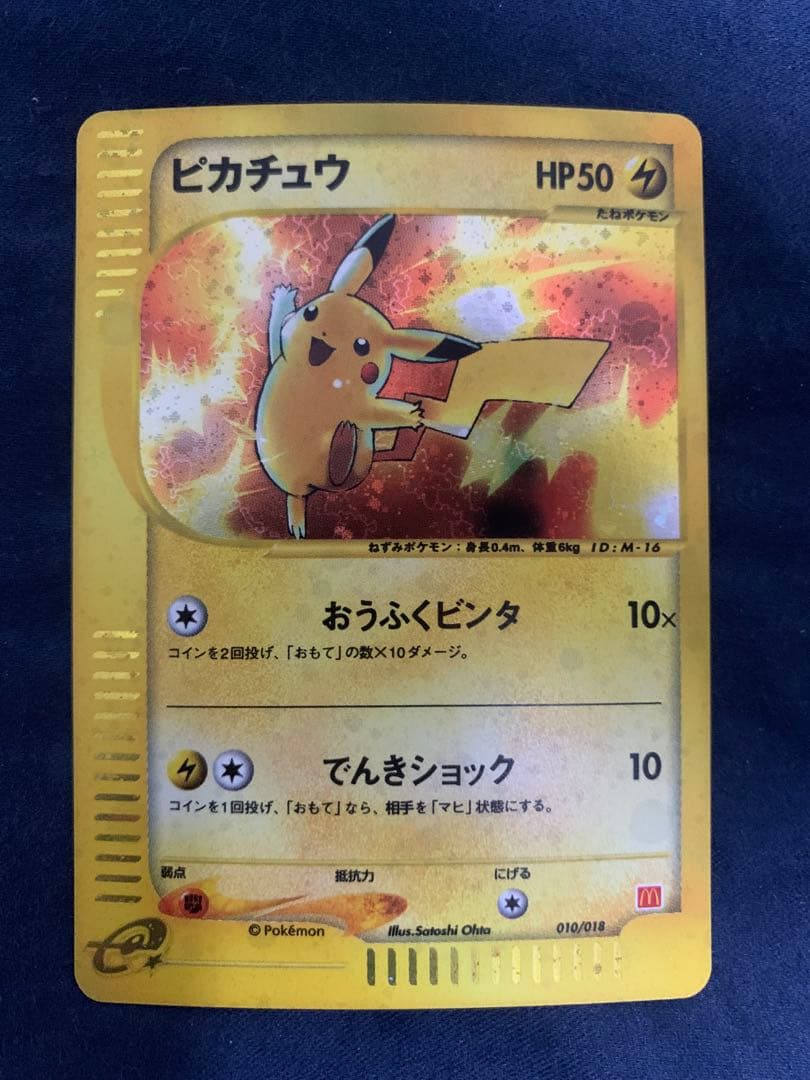 ピカチュウ HP50
たねポケモン
ねずみポケモン：身長0.4m、体重6kg ID：M-16
おうふくビンタ 10×
コインを2回投げ、「おもて」の数×10ダメージ。
でんきショック 10
コインを1回投げ、「おもて」なら、相手を「マヒ」状態にする。
弱点 抵抗力 にげる
© Pokémon Illus.Satoshi Ohta 010/018